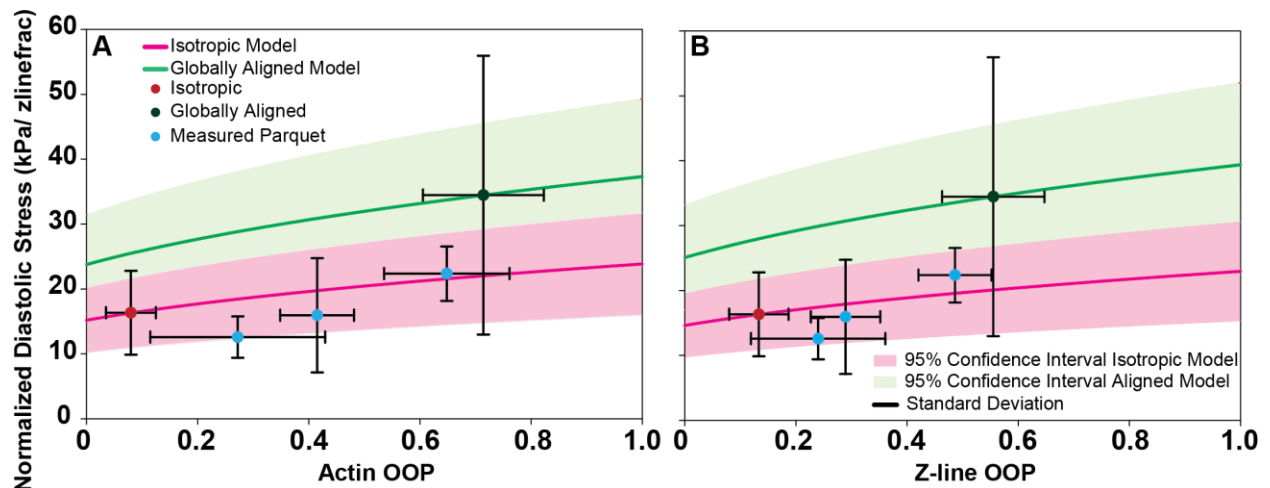 Normalized Diastolic Stress (kPa/ zlinefrac)
60
50
40
30
20
10
0
A
Isotropic Model
Globally Aligned Model
Isotropic
Globally Aligned
Measured Parquet
0 0.2 0.4 0.6 0.8 1.0
Actin OOP
B
95% Confidence Interval Isotropic Model
95% Confidence Interval Aligned Model
Standard Deviation
0 0.2 0.4 0.6 0.8 1.0
Z-line OOP